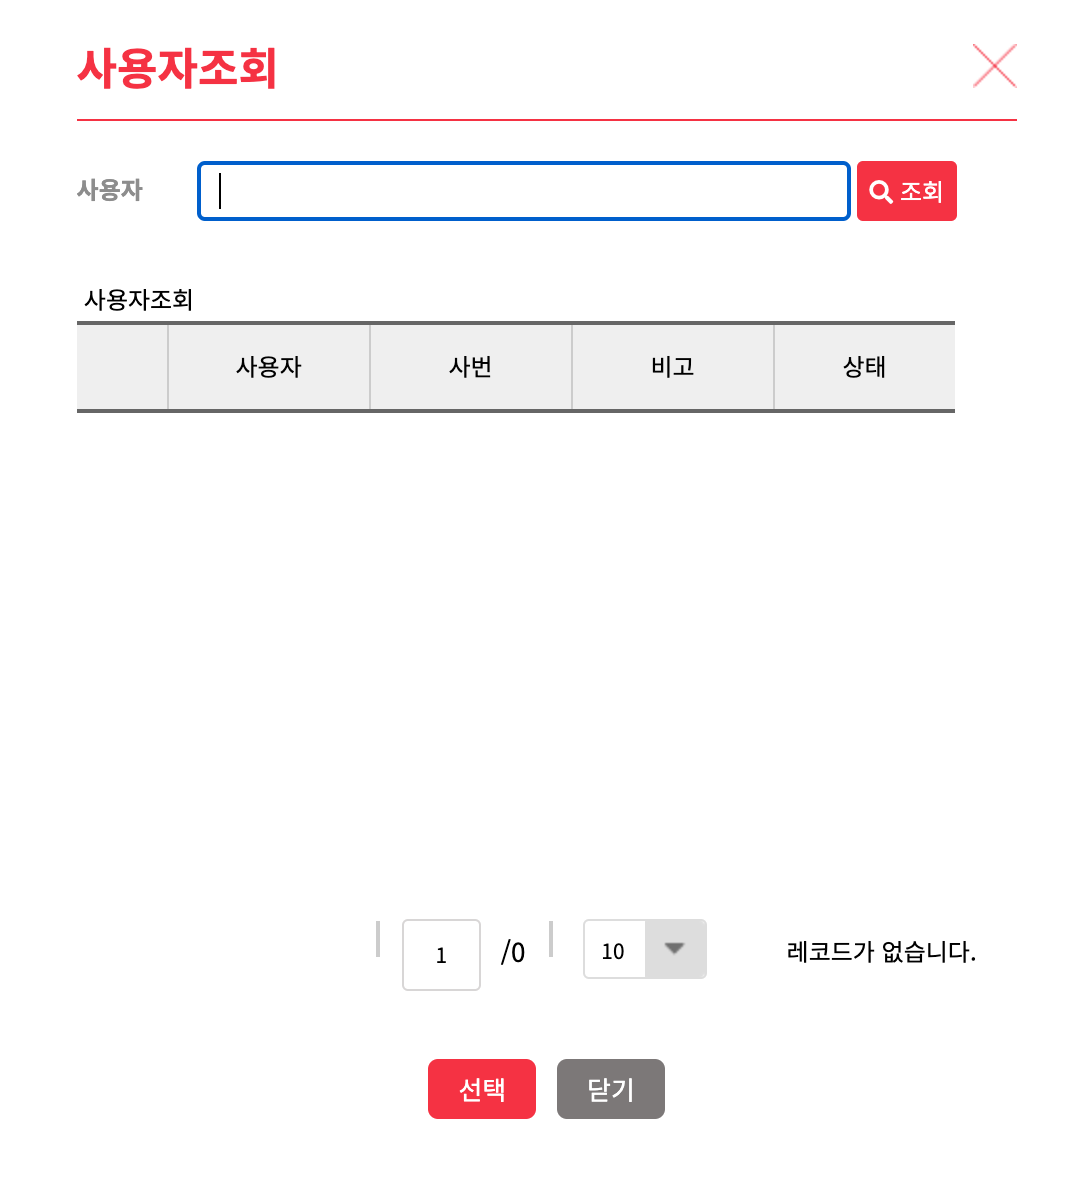 사용자조회
사용자
조회
사용자조회
사용자 사번 비고 상태
1 /0 10 레코드가 없습니다.
선택 닫기